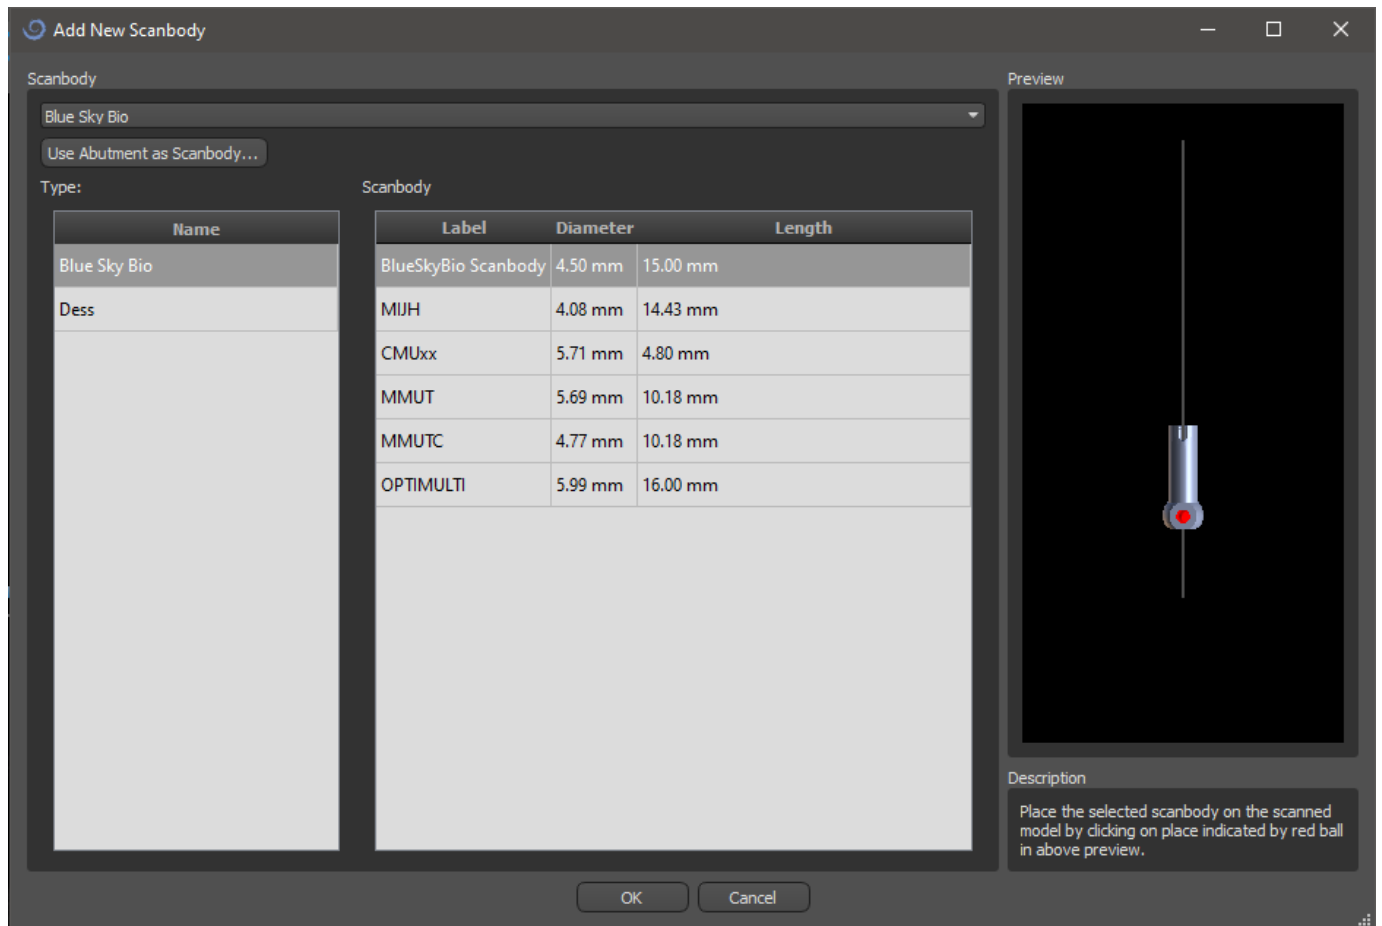 Add New Scanbody
Scanbody
Blue Sky Bio
Use Abutment as Scanbody...
Type:
Name
Blue Sky Bio
Dess
Scanbody
Label Diameter Length
BlueSkyBio Scanbody 4.50 mm 15.00 mm
MIJH 4.08 mm 14.43 mm
CMUxx 5.71 mm 4.80 mm
MMUT 5.69 mm 10.18 mm
MMUTC 4.77 mm 10.18 mm
OPTIMULTI 5.99 mm 16.00 mm
Preview
Description
Place the selected scanbody on the scanned
model by clicking on place indicated by red ball
in above preview.
OK
Cancel